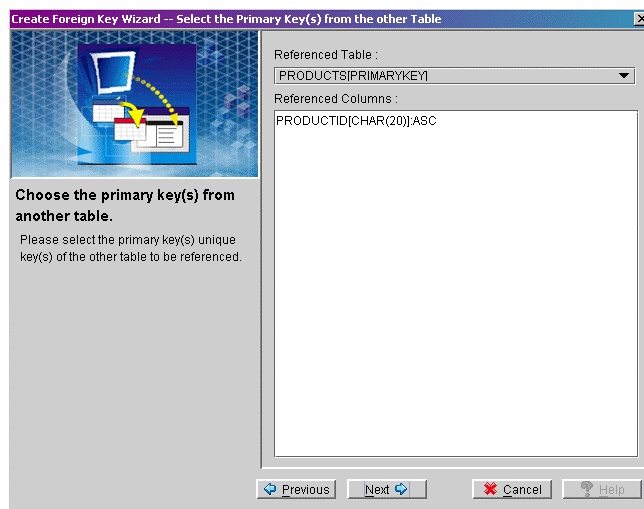 Create Foreign Key Wizard -- Select the Primary Key(s) from the other Table
Choose the primary key(s) from
another table.
Please select the primary key(s) unique
key(s) of the other table to be referenced.
Referenced Table :
PRODUCTS[PRIMARYKEY]
Referenced Columns :
PRODUCTID[CHAR(20)]:ASC
Previous
Next
Cancel
Help